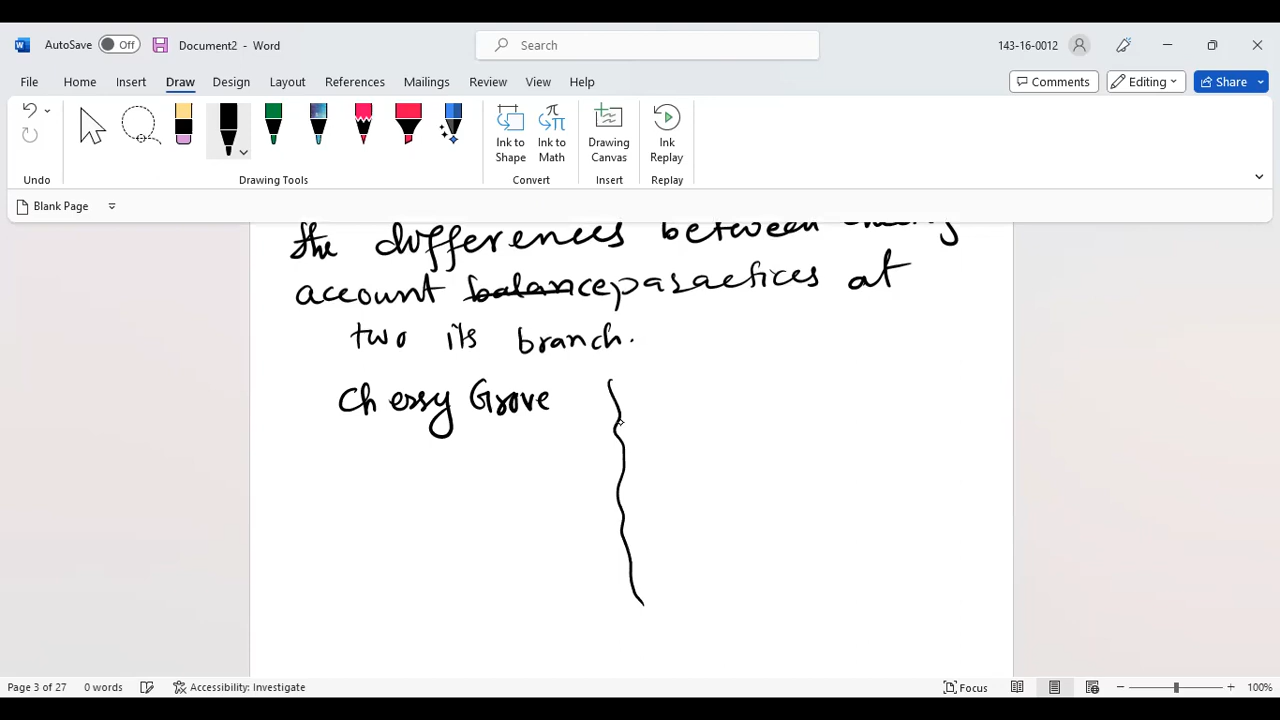 AutoSave Off Document2 - Word Search 143-16-0012
File Home Insert Draw Design Layout References Mailings Review View Help Comments Editing Share
Undo Drawing Tools Ink to Shape Ink to Math Convert Drawing Canvas Insert Ink Replay Replay
Blank Page
the differences between
account balance paractices at
two its branch.
Cherry Grove
Page 3 of 27 0 words Accessibility: Investigate Focus 100%